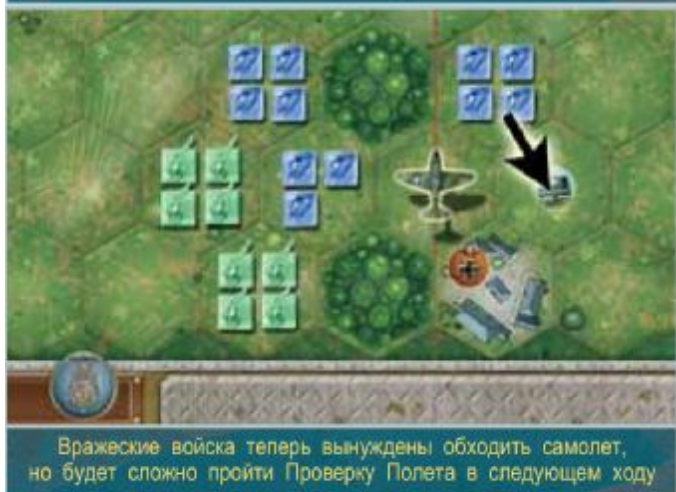 Вражеские войска теперь вынуждены обходить самолет,
но будет сложно пройти Проверку Полета в следующем ходу